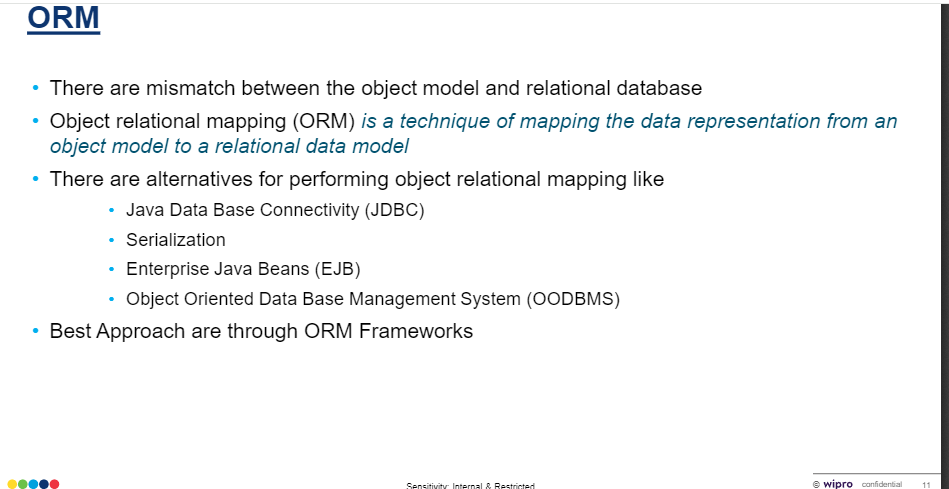 ORM
• There are mismatch between the object model and relational database
• Object relational mapping (ORM) is a technique of mapping the data representation from an
object model to a relational data model
• There are alternatives for performing object relational mapping like
• Java Data Base Connectivity (JDBC)
• Serialization
• Enterprise Java Beans (EJB)
• Object Oriented Data Base Management System (OODBMS)
• Best Approach are through ORM Frameworks
Sensitivity: Internal & Restricted
© wipro confidential 11